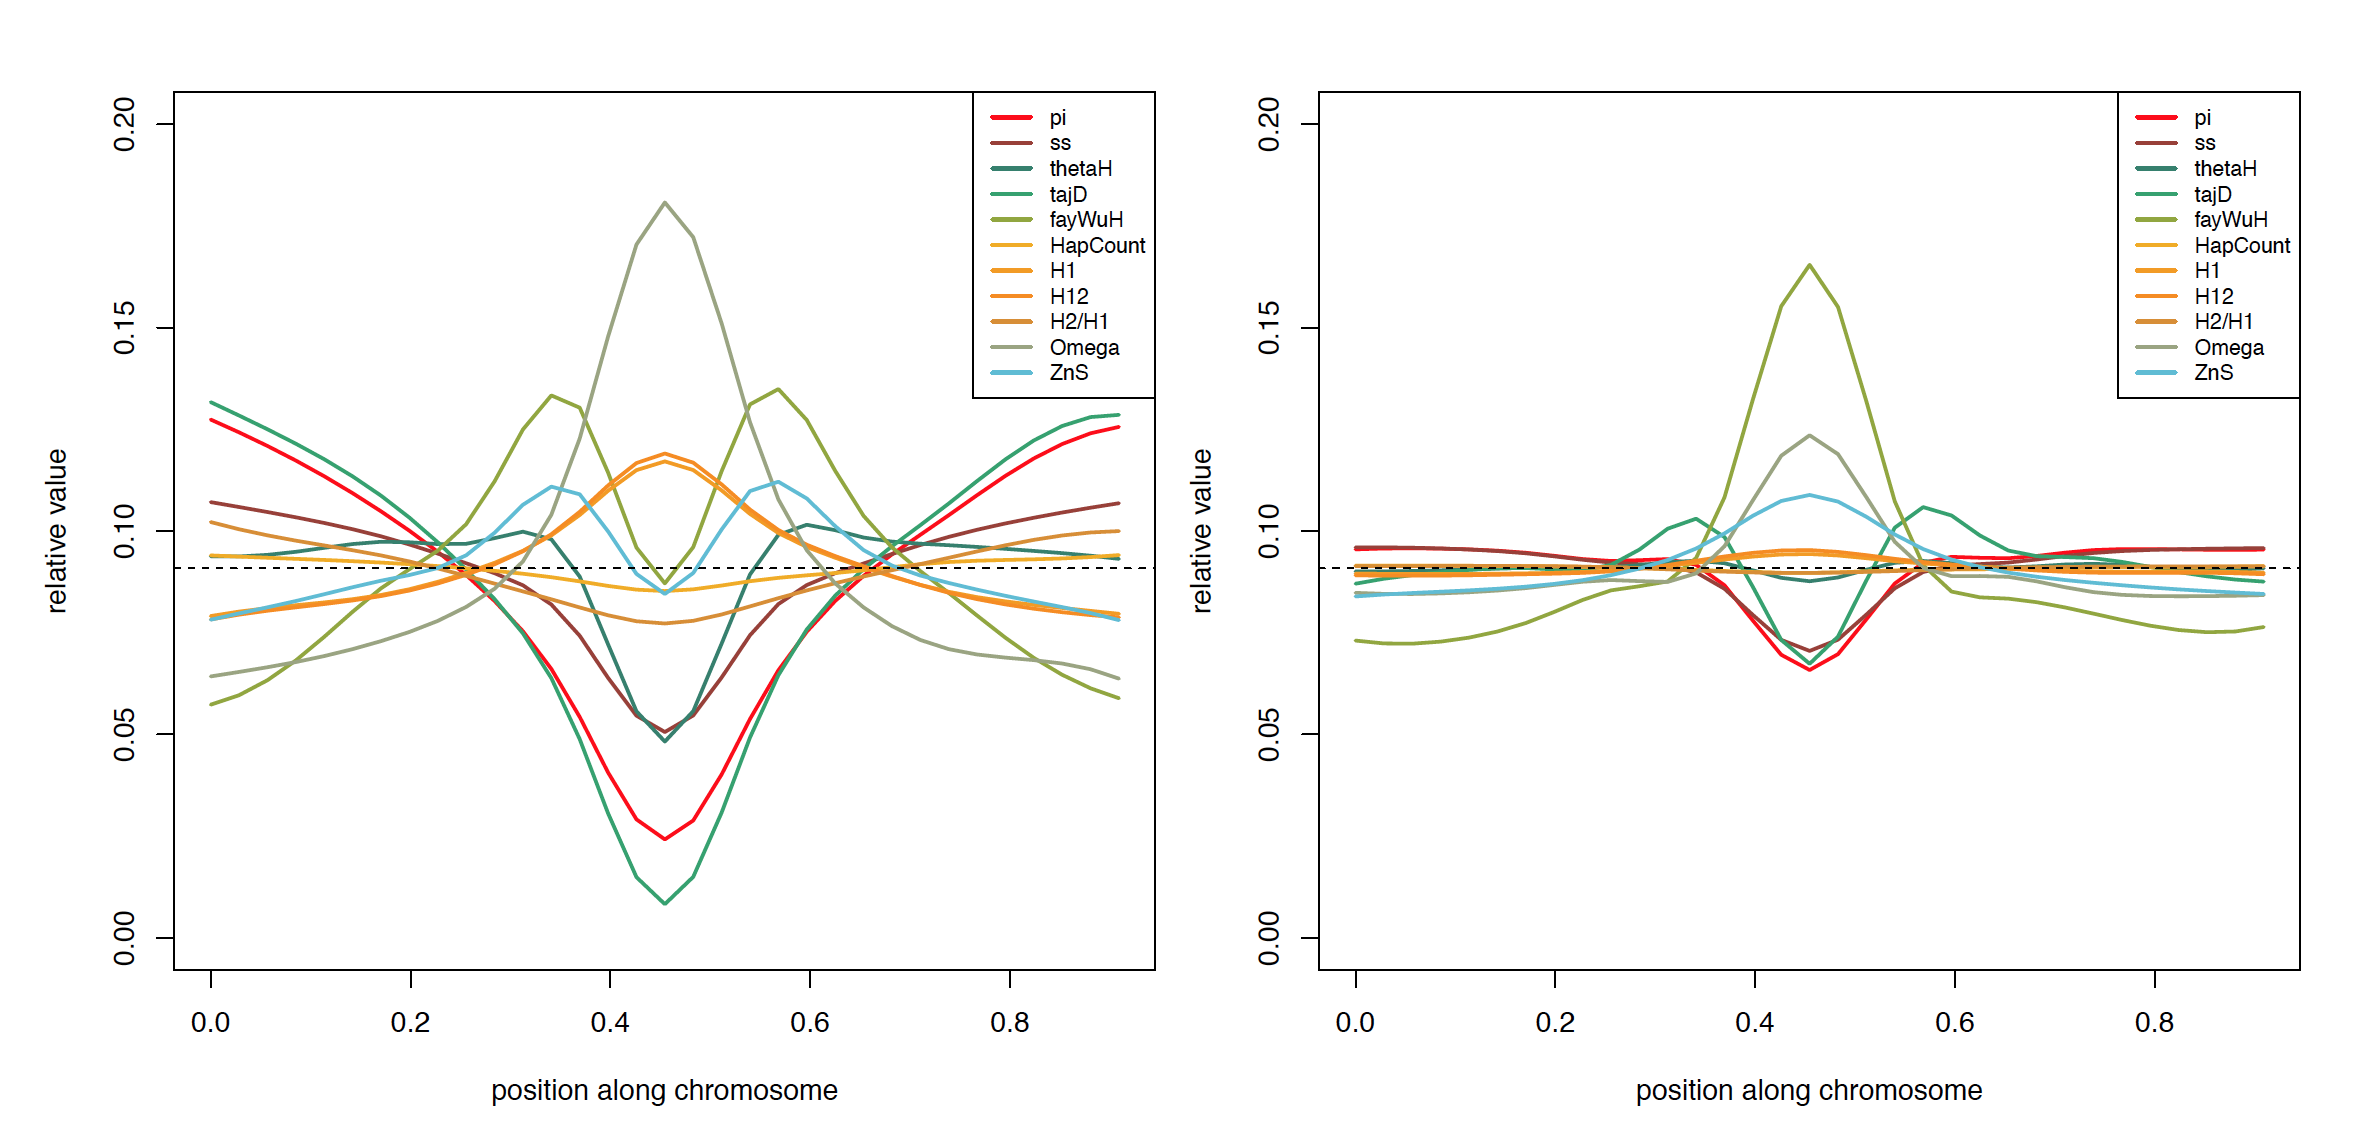 0.20
0.15
0.10
0.05
0.00
relative value
pi
ss
thetaH
tajD
fayWuH
HapCount
H1
H12
H2/H1
Omega
ZnS
0.0 0.2 0.4 0.6 0.8
position along chromosome
0.20
0.15
0.10
0.05
0.00
relative value
pi
ss
thetaH
tajD
fayWuH
HapCount
H1
H12
H2/H1
Omega
ZnS
0.0 0.2 0.4 0.6 0.8
position along chromosome